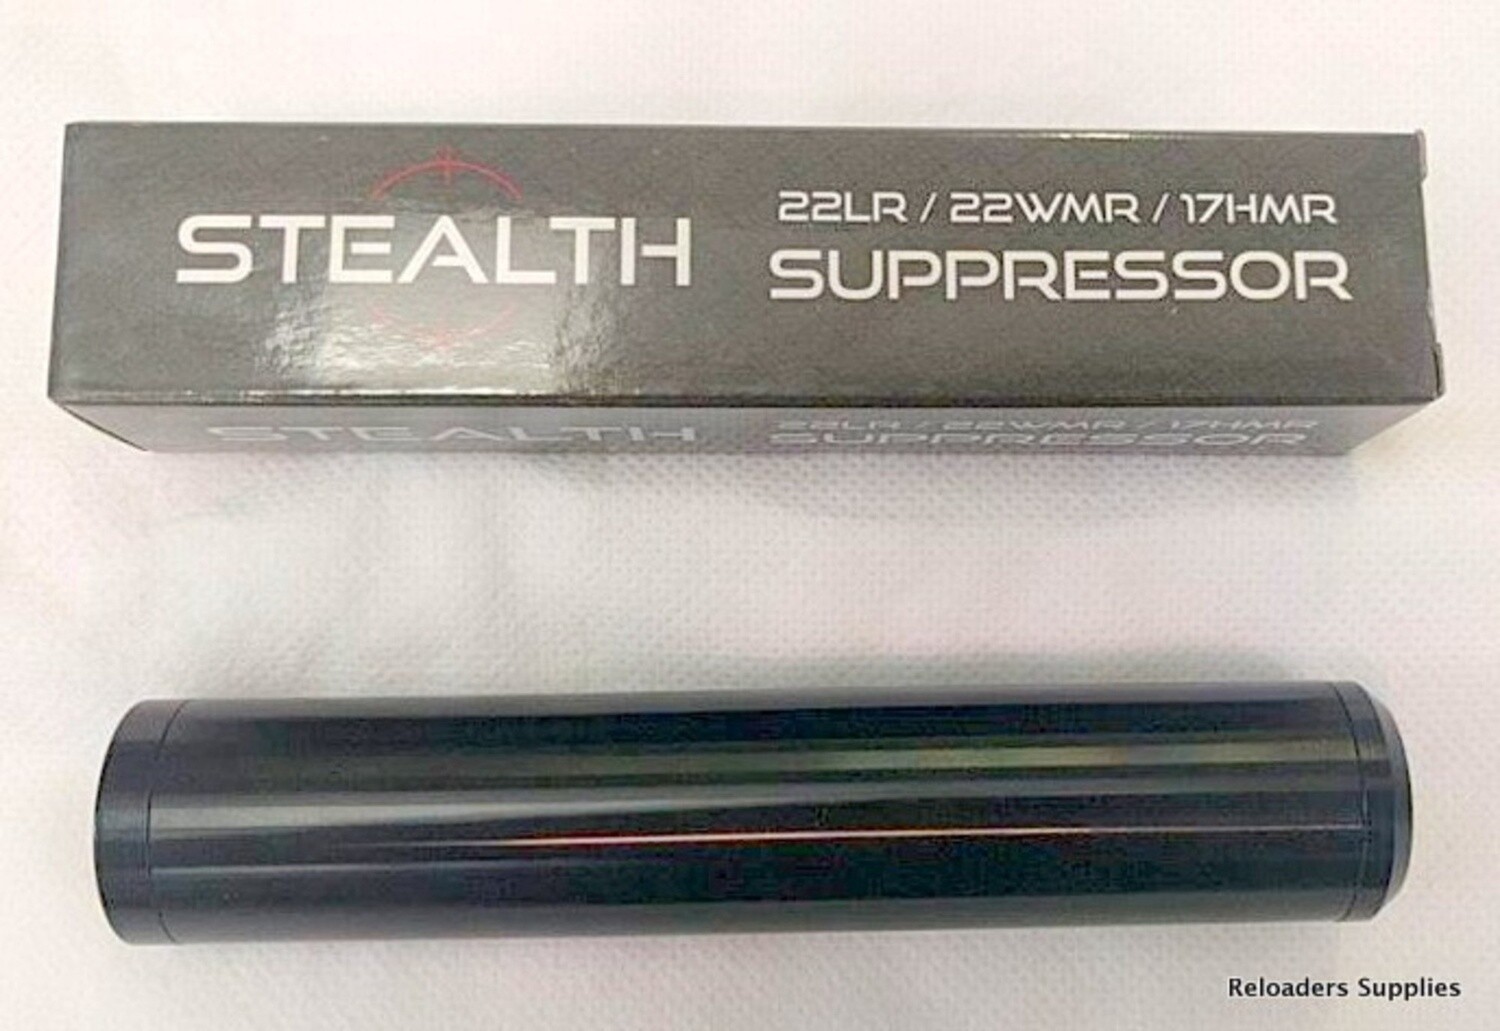 STEALTH
22LR / 22WMR / 17HMR
SUPPRESSOR
STEALTH
22LR / 22WMR / 17HMR
SUPPRESSOR
Reloaders Supplies